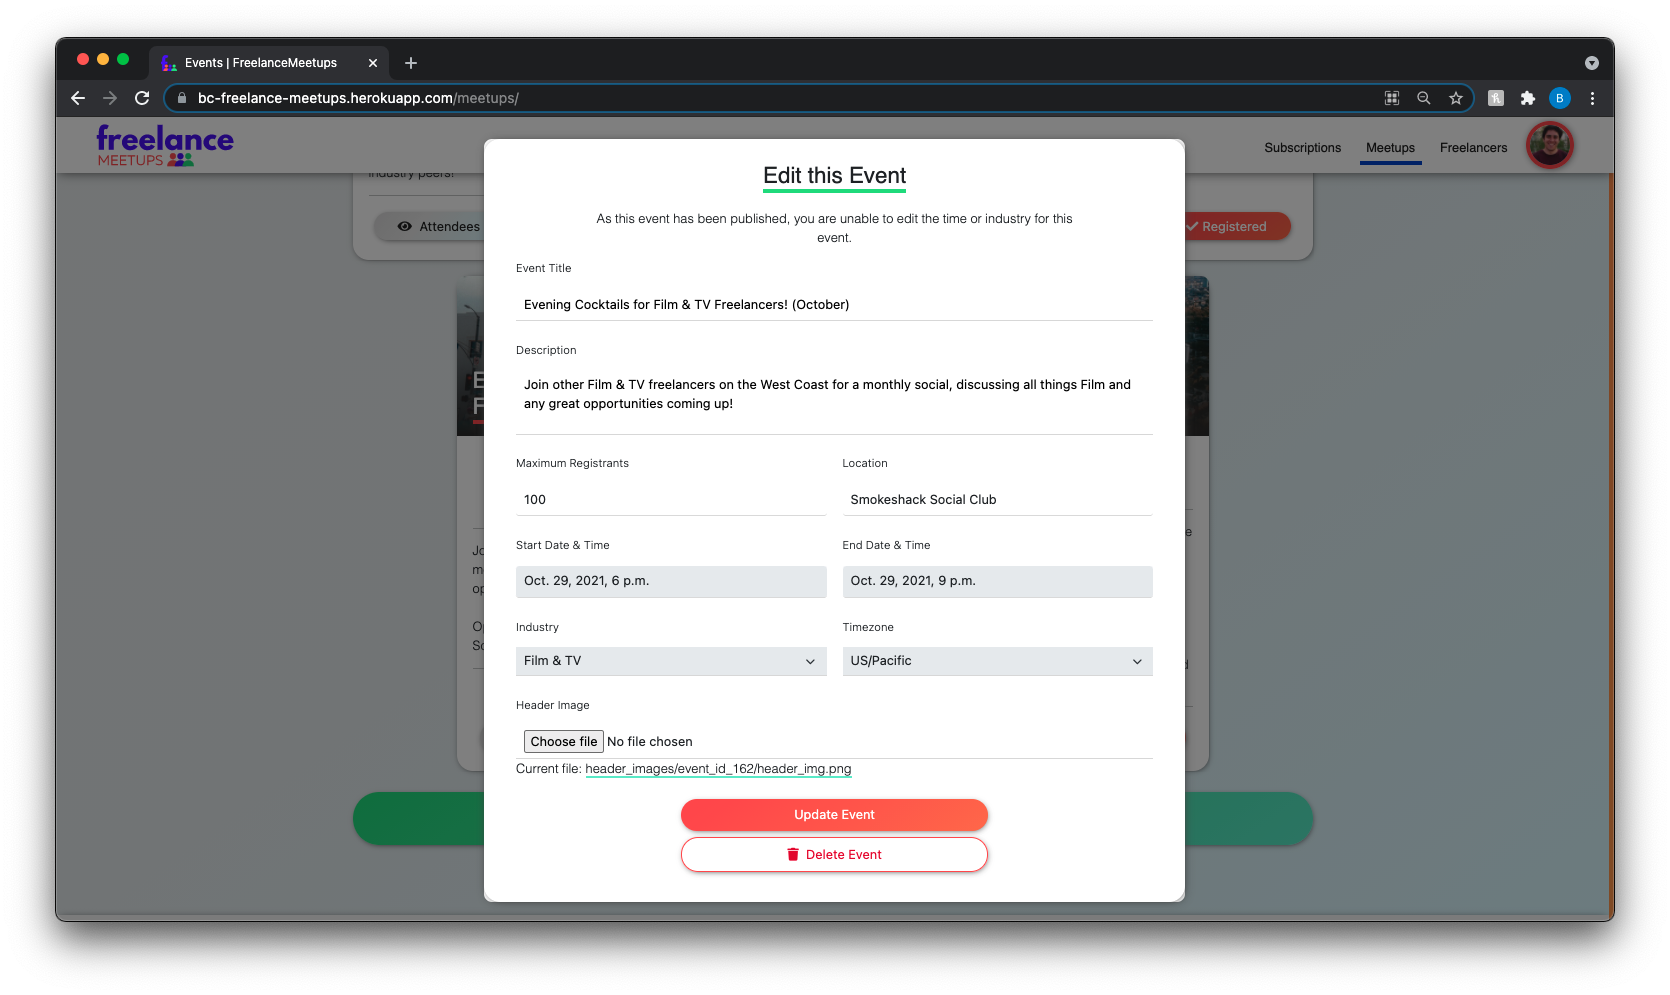 Events | FreelanceMeetups
bc-freelance-meetups.herokuapp.com/meetups/
B
freelance
MEETUPS
Subscriptions
Meetups
Freelancers
industry peers!
Attendees
Registered
Edit this Event
As this event has been published, you are unable to edit the time or industry for this
event.
Event Title
Evening Cocktails for Film & TV Freelancers! (October)
Description
Join other Film & TV freelancers on the West Coast for a monthly social, discussing all things Film and
any great opportunities coming up!
Maximum Registrants
Location
100
Smokeshack Social Club
Start Date & Time
End Date & Time
Oct. 29, 2021, 6 p.m.
Oct. 29, 2021, 9 p.m.
Industry
Timezone
Film & TV
US/Pacific
Header Image
Choose file No file chosen
Current file: header_images/event_id_162/header_img.png
Update Event
Delete Event